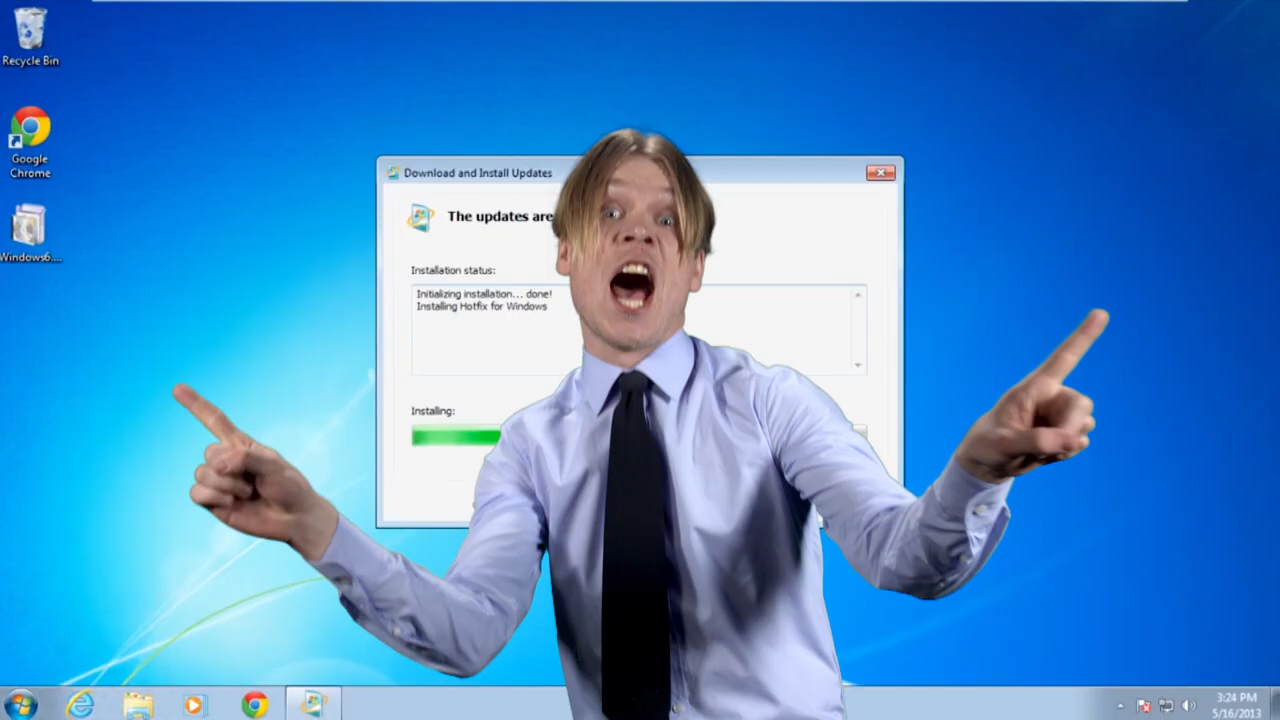 Recycle Bin
Google
Chrome
Windows6....
Download and Install Updates
The updates are
Installation status:
Initializing installation... done!
Installing Hotfix for Windows
Installing:
3:24 PM
5/16/2013